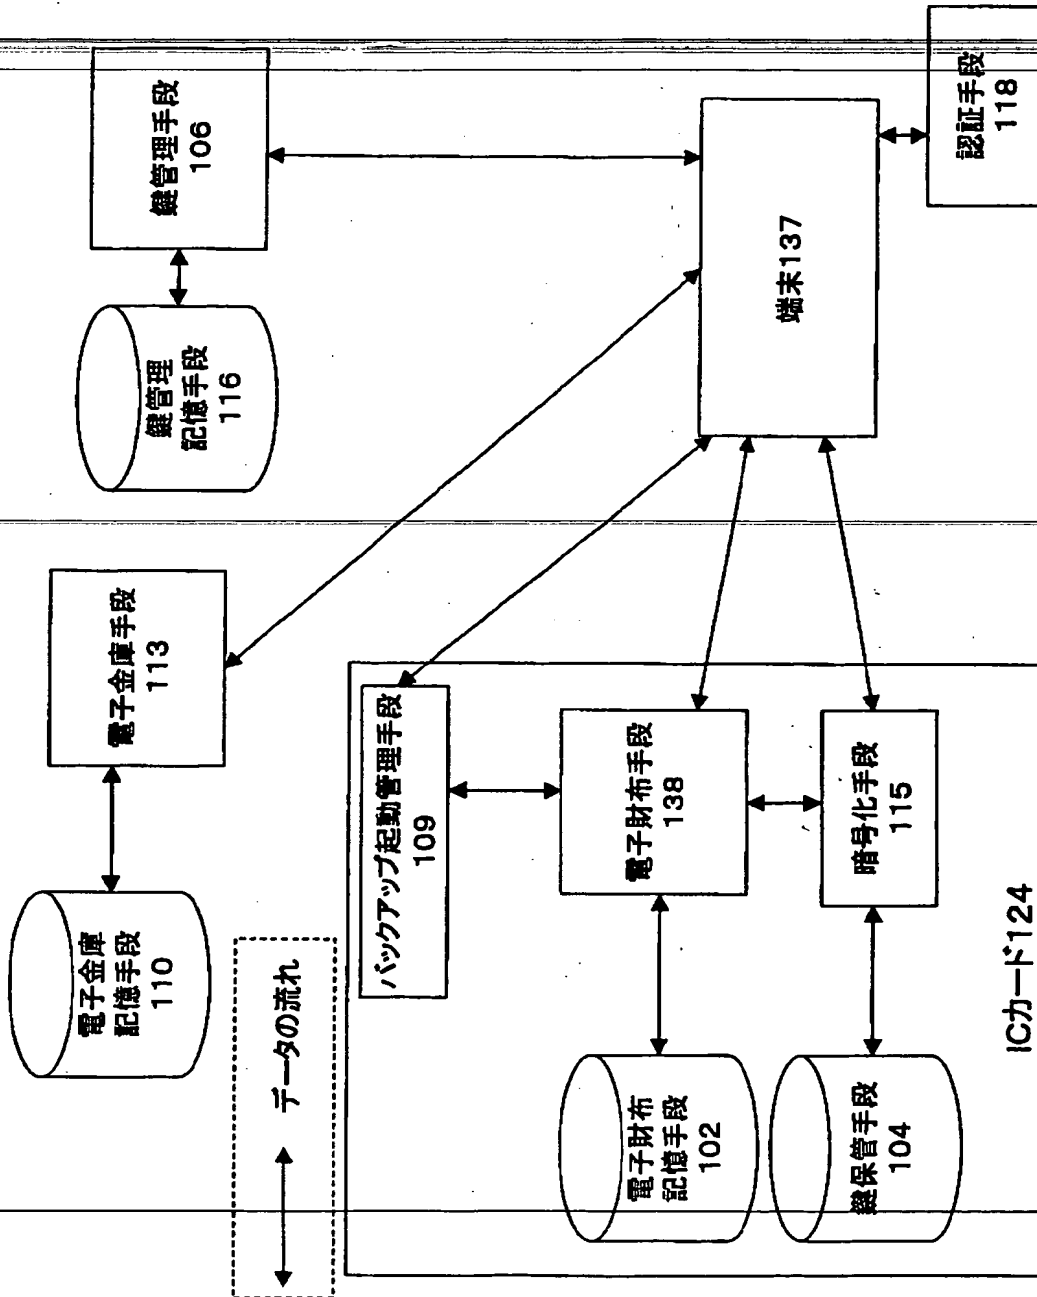 電子金庫
記憶手段
110
電子金庫手段
113
鍵管理
記憶手段
116
鍵管理手段
106
データの流れ
バックアップ起動管理手段
109
電子財布
記憶手段
102
電子財布手段
138
端末137
鍵保管手段
104
暗号化手段
115
認証手段
118
ICカード124